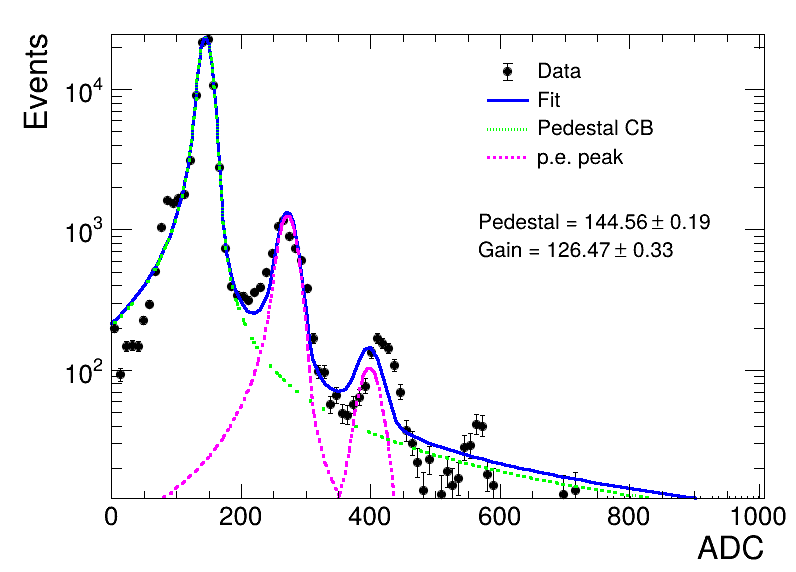 Events
10⁴
10³
10²
0
200
400
600
800
1000
ADC
Data
Fit
Pedestal CB
p.e. peak
Pedestal = 144.56 ± 0.19
Gain = 126.47 ± 0.33